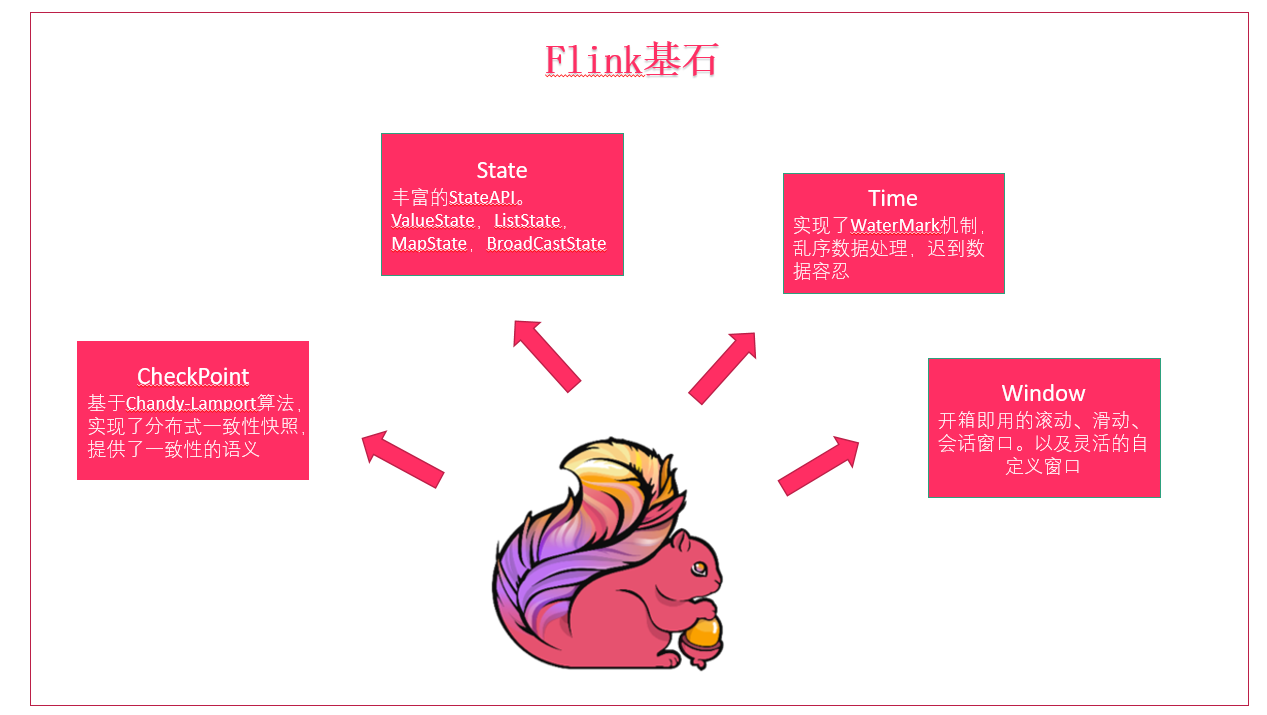 Flink基石
State
丰富的StateAPI。
ValueState，ListState，
MapState，BroadCastState
Time
实现了WaterMark机制，
乱序数据处理，迟到数
据容忍
CheckPoint
基于Chandy-Lamport算法，
实现了分布式一致性快照，
提供了一致性的语义
Window
开箱即用的滚动、滑动、
会话窗口。以及灵活的自
定义窗口